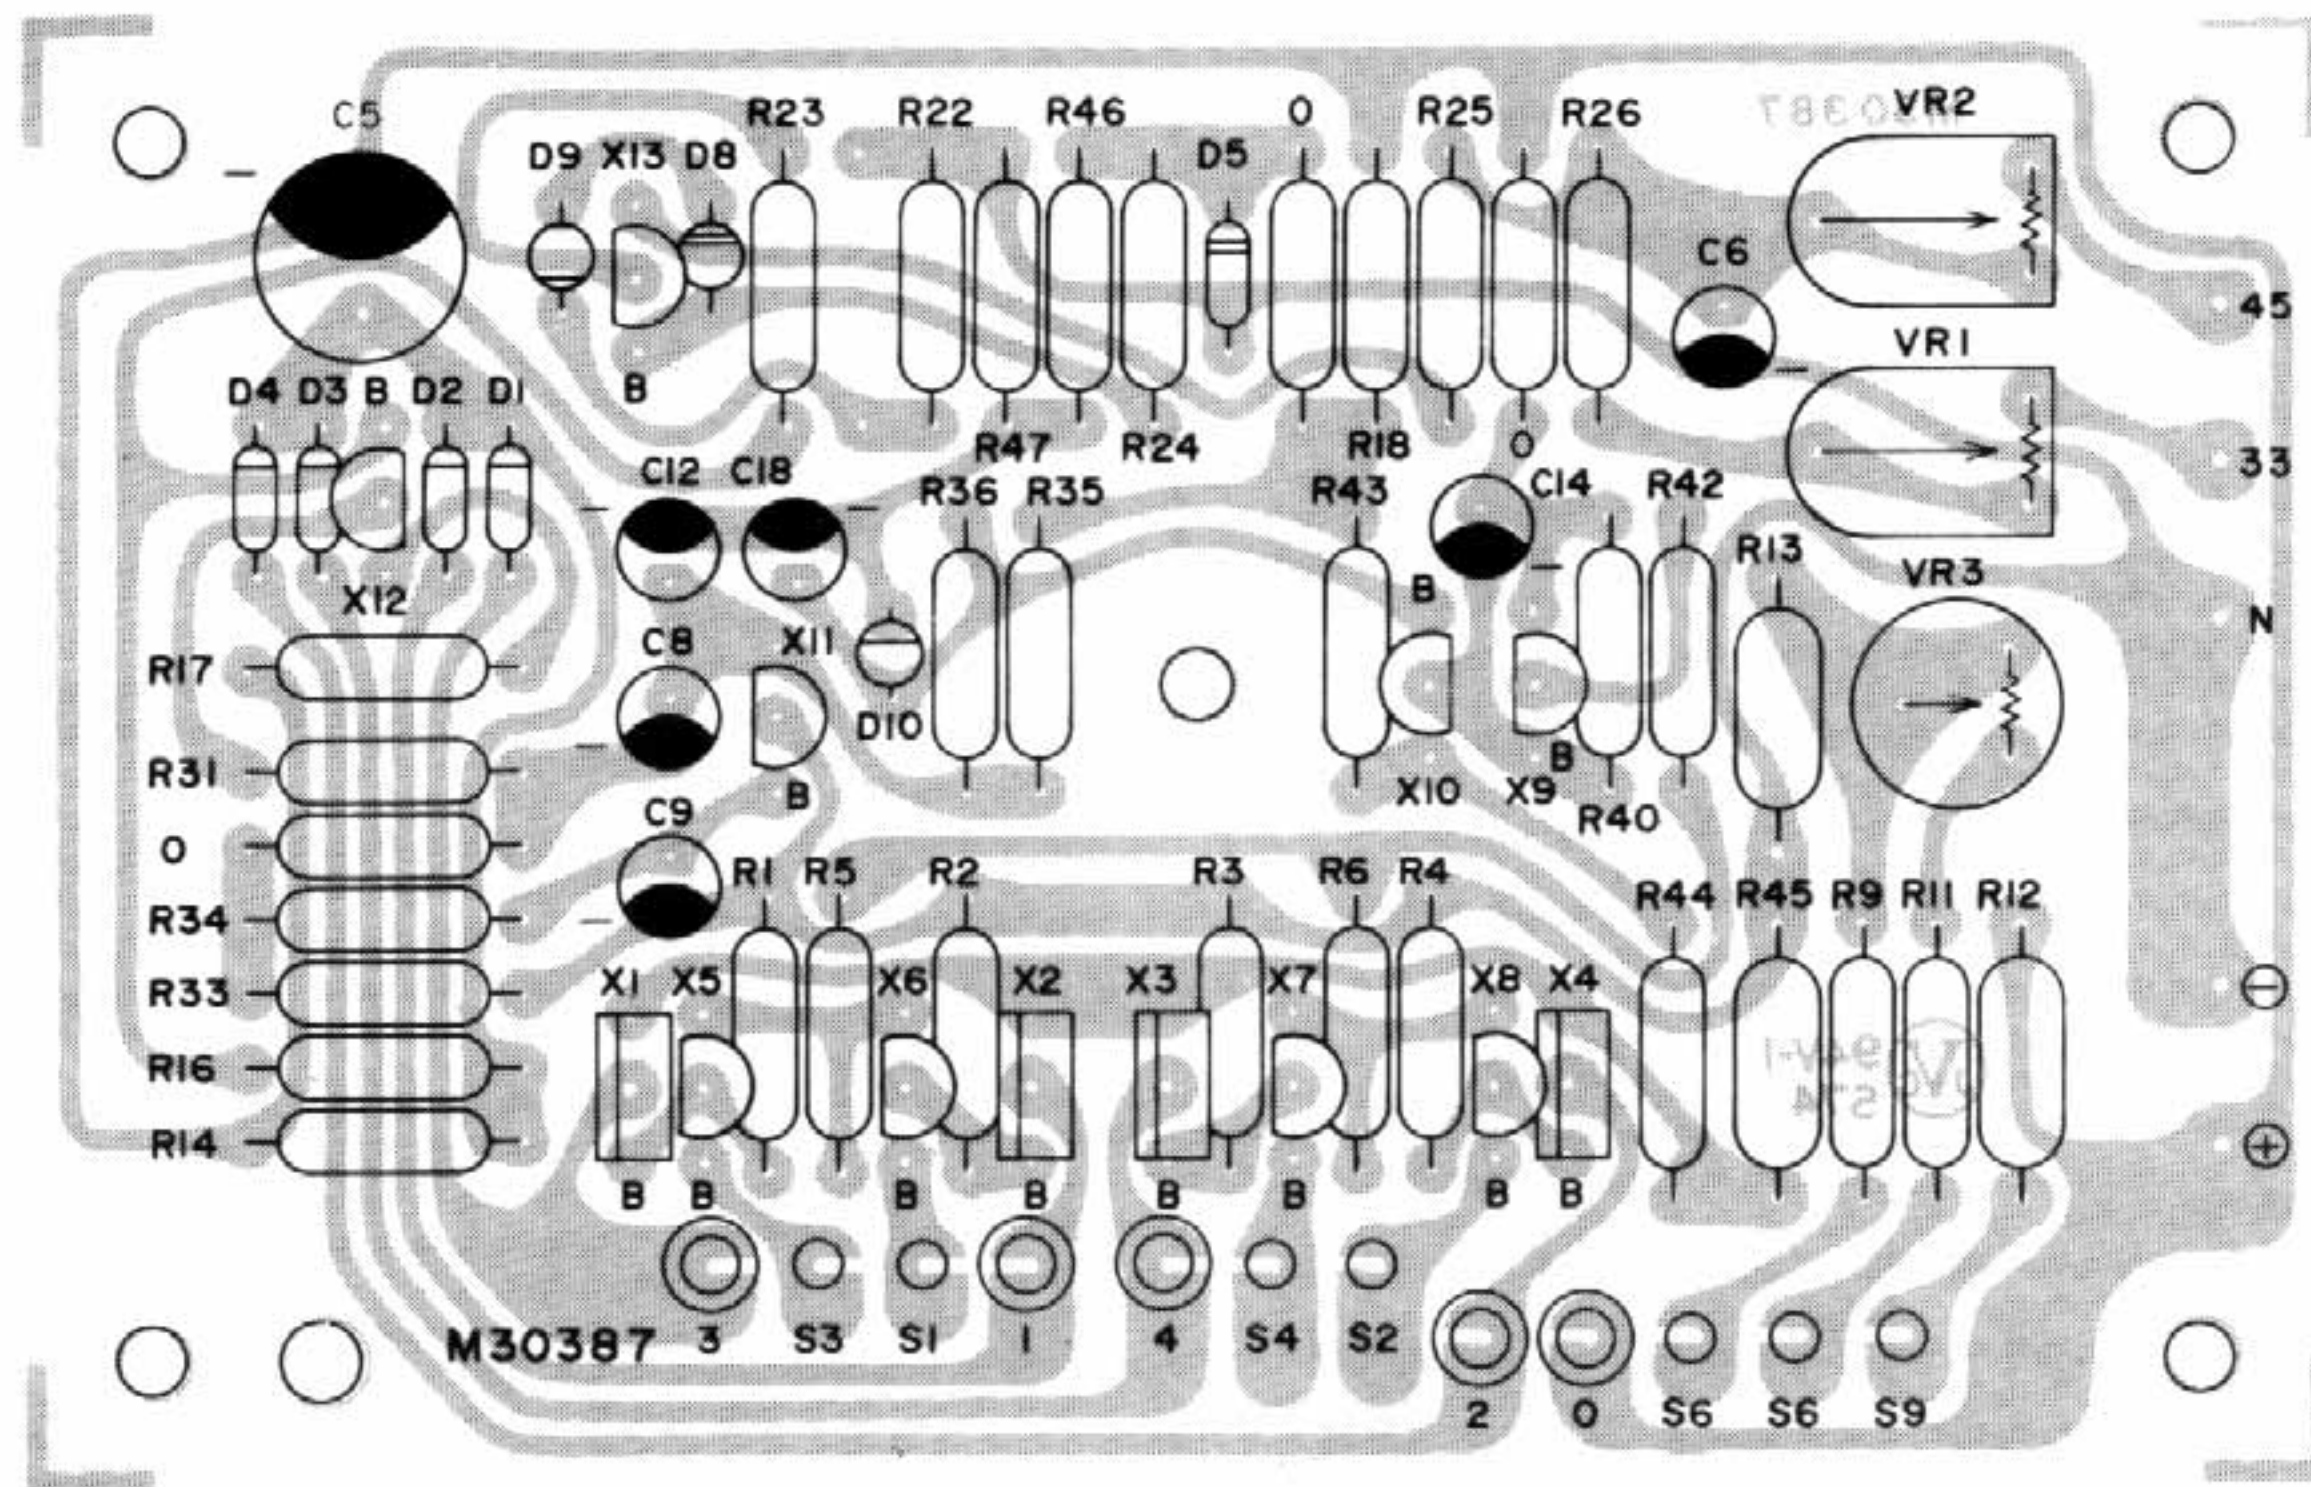 C5 R23 R22 R46 0 R25 R26 M30387 VR2
D9 X13 D8 D5
−
C6
45
VR1
−
D4 D3 B D2 D1 B
R47 R24 R18 0
33
C12 C18 R36 R35 R43 C14 R42
− − −
R13
X12 B VR3
N
R17 C8 X11
D10
R31 −
B X10 X9 B
R40
0 C9
R1 R5 R2 R3 R6 R4 R44 R45 R9 R11 R12
R34 −
R33 X1 X5 X6 X2 X3 X7 X8 X4
−
R16 94V-1
R14 +
B B B B B B B B
M30387 3 S3 S1 1 4 S4 S2
2 0 S6 S6 S9